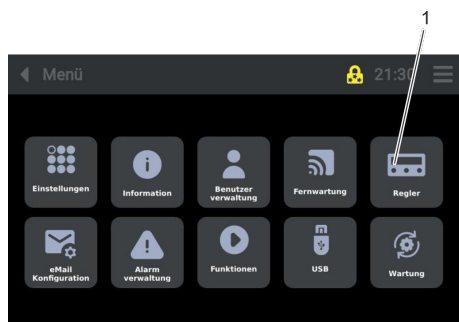 1
Menü
21:30
Einstellungen
Information
Benutzer
verwaltung
Fernwartung
Regler
eMail
Konfiguration
Alarm
verwaltung
Funktionen
USB
Wartung